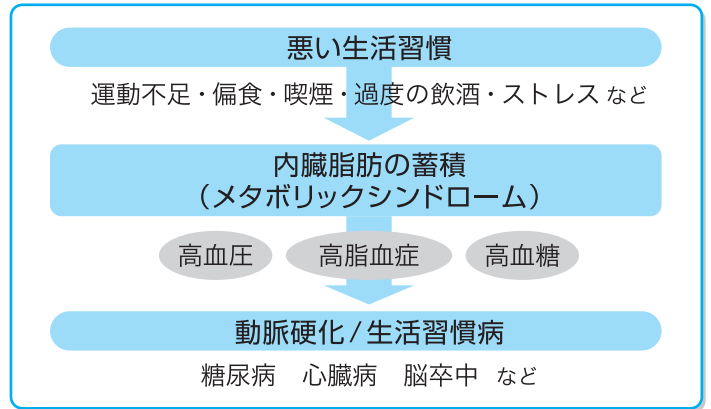 悪い生活習慣
運動不足・偏食・喫煙・過度の飲酒・ストレス など
内臓脂肪の蓄積
（メタボリックシンドローム）
高血圧 高脂血症 高血糖
動脈硬化/生活習慣病
糖尿病 心臓病 脳卒中 など